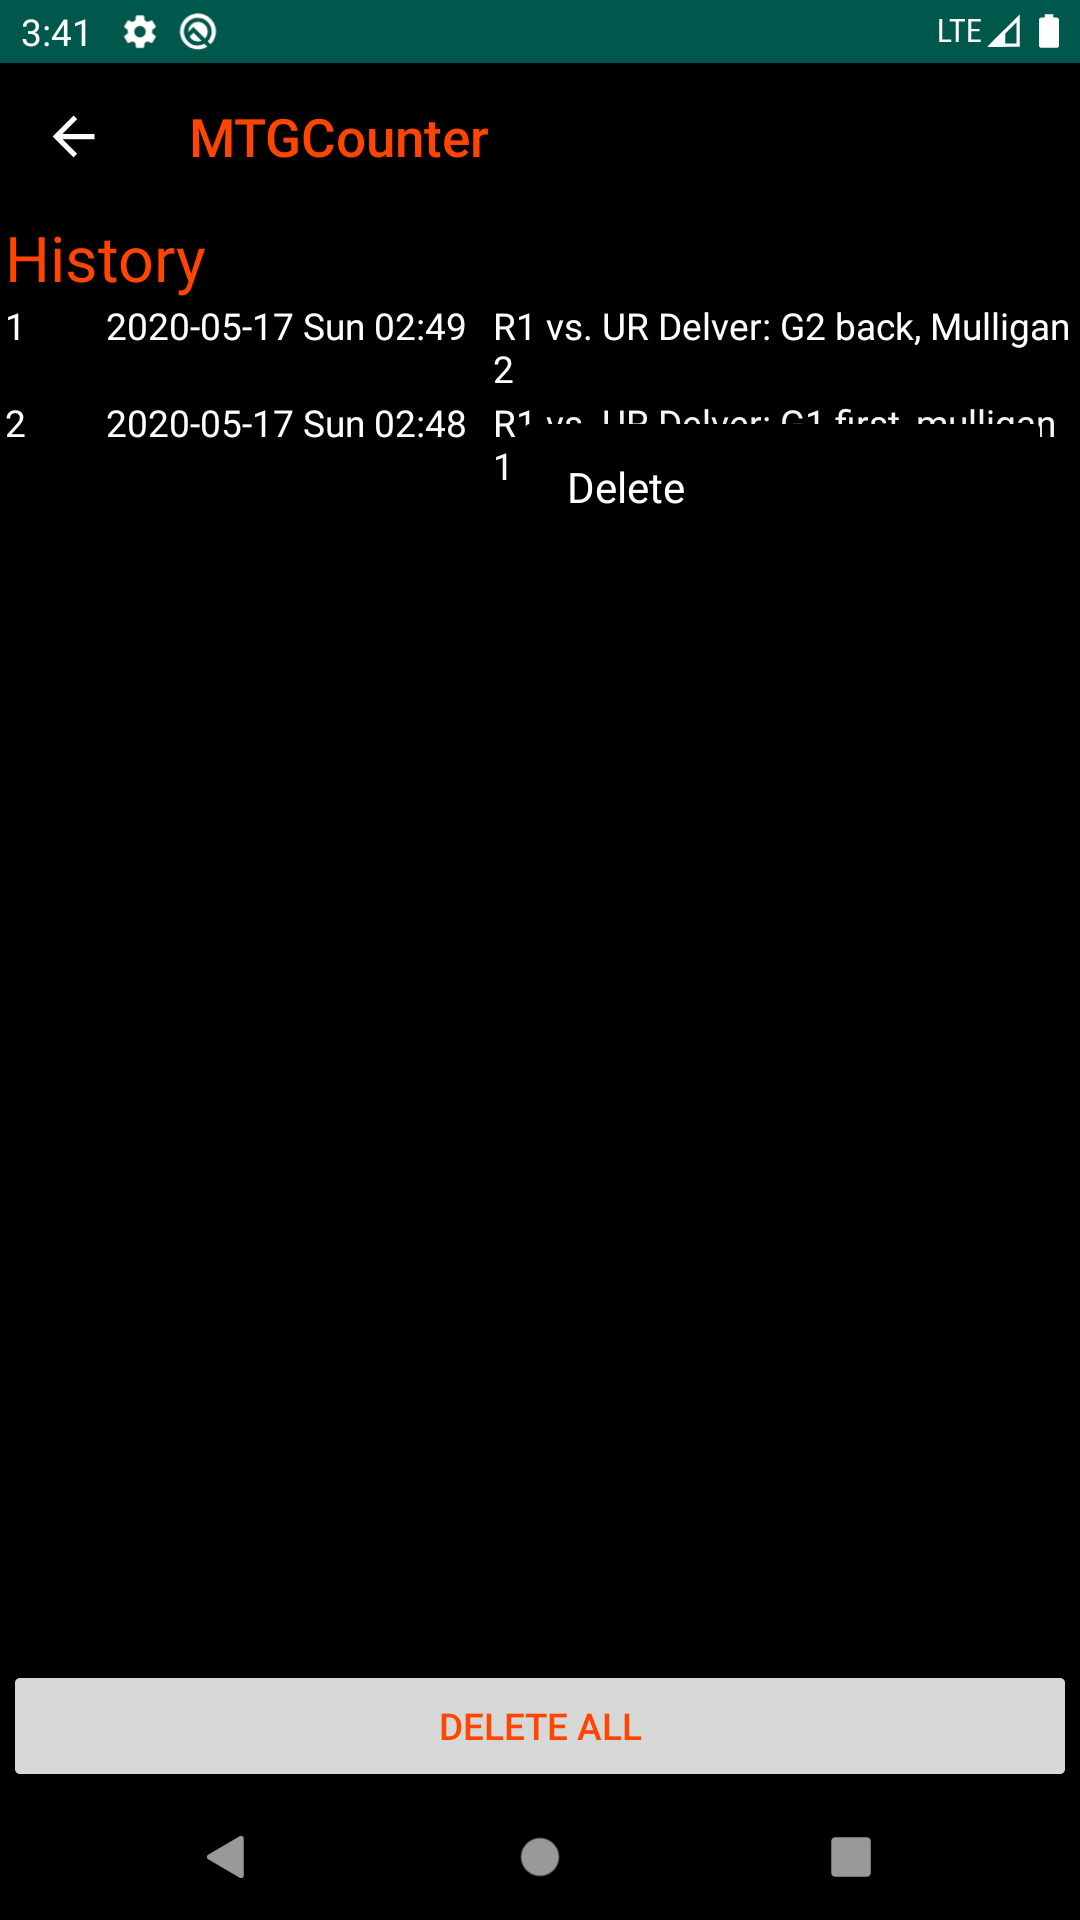 3:41 LTE
MTGCounter
History
1 2020-05-17 Sun 02:49 R1 vs. UR Delver: G2 back, Mulligan
2
2 2020-05-17 Sun 02:48 R1 vs. UR Delver: G1 first, mulligan
1
Delete
DELETE ALL